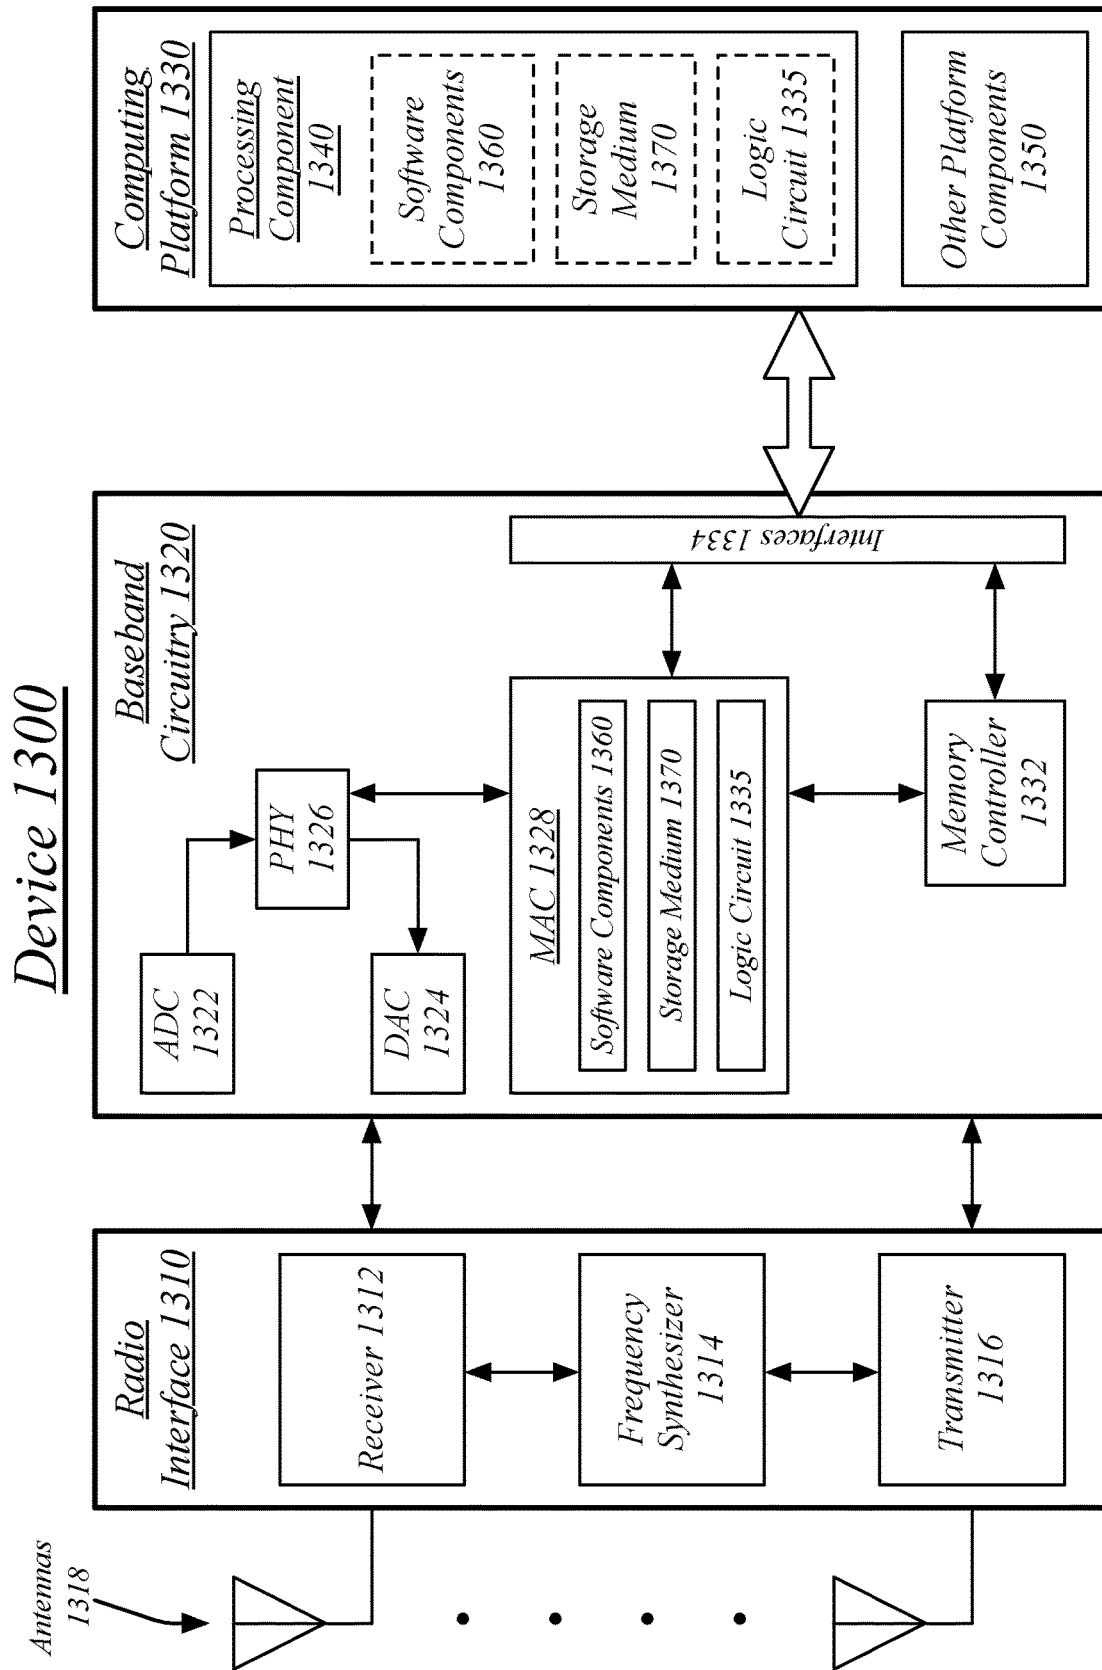 Device 1300
Antennas
1318
Radio
Interface 1310
Receiver 1312
Frequency
Synthesizer
1314
Transmitter
1316
Baseband
Circuitry 1320
ADC
1322
PHY
1326
DAC
1324
MAC 1328
Software Components 1360
Storage Medium 1370
Logic Circuit 1335
Memory
Controller
1332
Interfaces 1334
Computing
Platform 1330
Processing
Component
1340
Software
Components
1360
Storage
Medium
1370
Logic
Circuit 1335
Other Platform
Components
1350